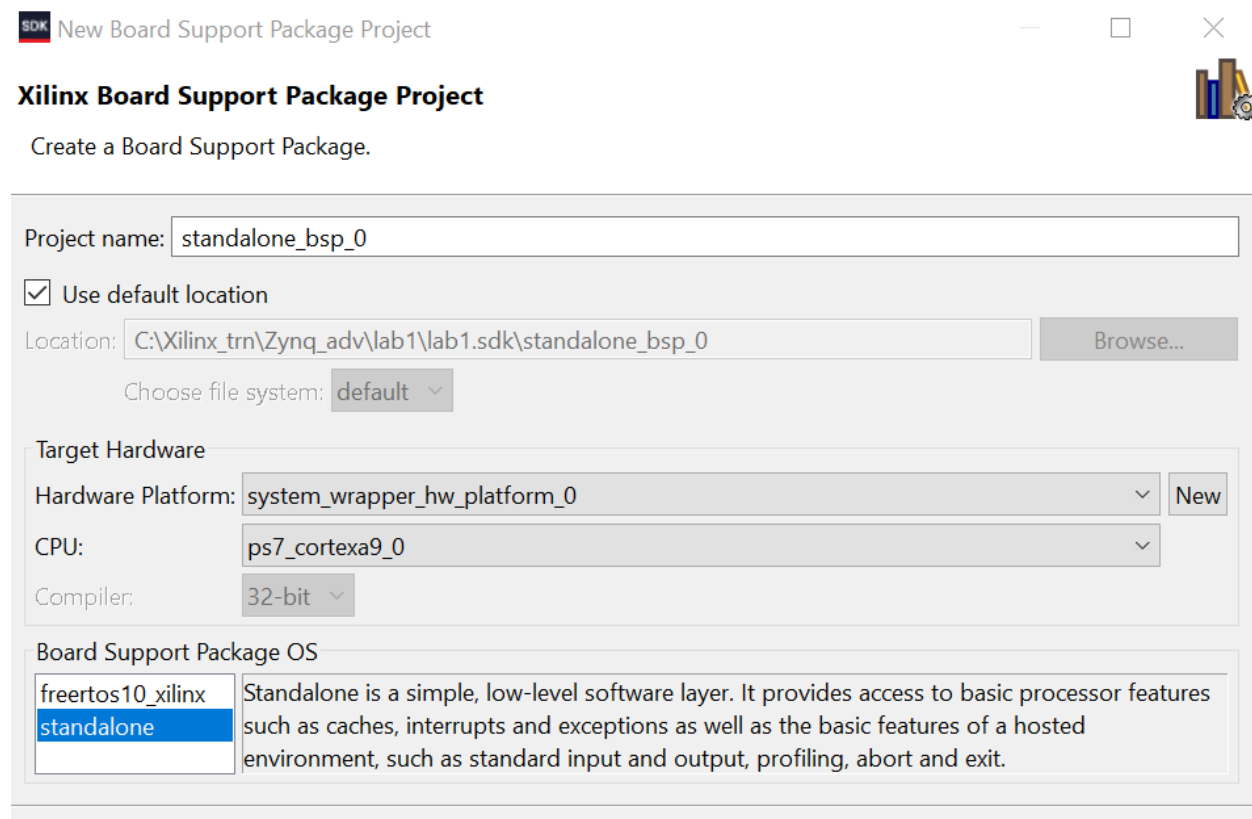 SDK New Board Support Package Project
Xilinx Board Support Package Project
Create a Board Support Package.
Project name: standalone_bsp_0
Use default location
Location: C:\Xilinx_trn\Zynq_adv\lab1\lab1.sdk\standalone_bsp_0 Browse...
Choose file system: default
Target Hardware
Hardware Platform: system_wrapper_hw_platform_0 New
CPU: ps7_cortexa9_0
Compiler: 32-bit
Board Support Package OS
freertos10_xilinx Standalone is a simple, low-level software layer. It provides access to basic processor features
standalone such as caches, interrupts and exceptions as well as the basic features of a hosted
environment, such as standard input and output, profiling, abort and exit.